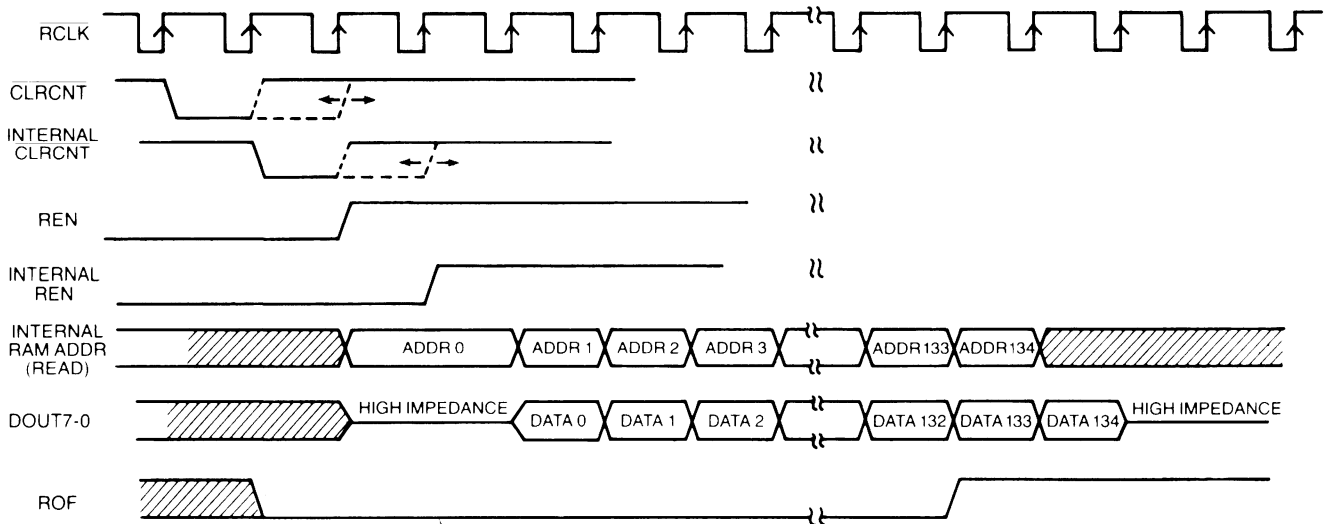 RCLK
CLRCNT
INTERNAL
CLRCNT
REN
INTERNAL
REN
INTERNAL
RAM ADDR
(READ)
ADDR 0 ADDR 1 ADDR 2 ADDR 3 ADDR 133 ADDR 134
DOUT7-0
HIGH IMPEDANCE DATA 0 DATA 1 DATA 2 DATA 132 DATA 133 DATA 134 HIGH IMPEDANCE
ROF